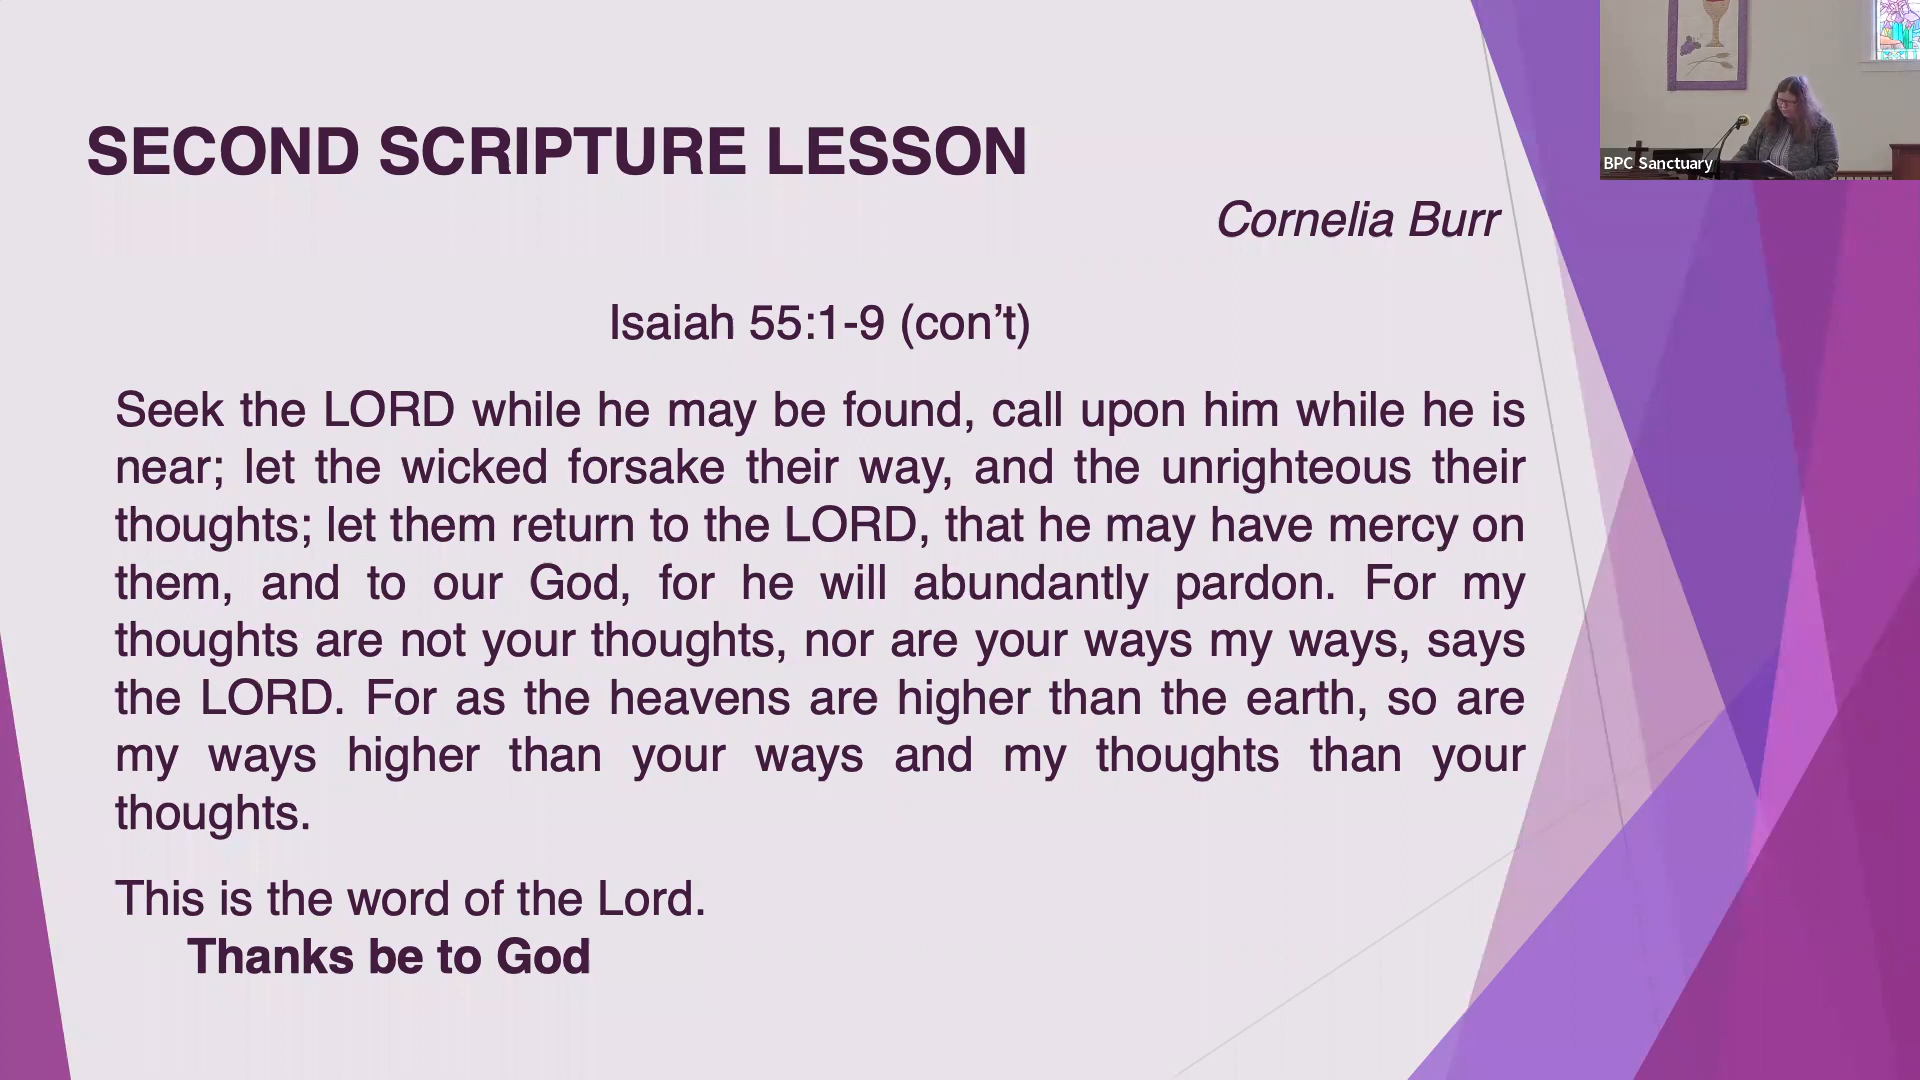 SECOND SCRIPTURE LESSON
Cornelia Burr
Isaiah 55:1-9 (con’t)
Seek the LORD while he may be found, call upon him while he is
near; let the wicked forsake their way, and the unrighteous their
thoughts; let them return to the LORD, that he may have mercy on
them, and to our God, for he will abundantly pardon. For my
thoughts are not your thoughts, nor are your ways my ways, says
the LORD. For as the heavens are higher than the earth, so are
my ways higher than your ways and my thoughts than your
thoughts.
This is the word of the Lord.
Thanks be to God
BPC Sanctuary